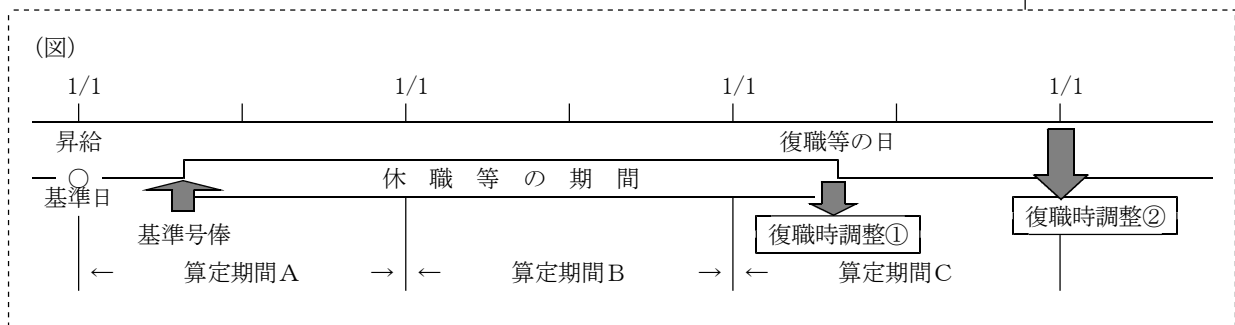 (図)
1/1 1/1 1/1 1/1
昇給 復職等の日
○ 休職等の期間
基準日
基準号俸 復職時調整① 復職時調整②
← 算定期間A → ← 算定期間B → ← 算定期間C